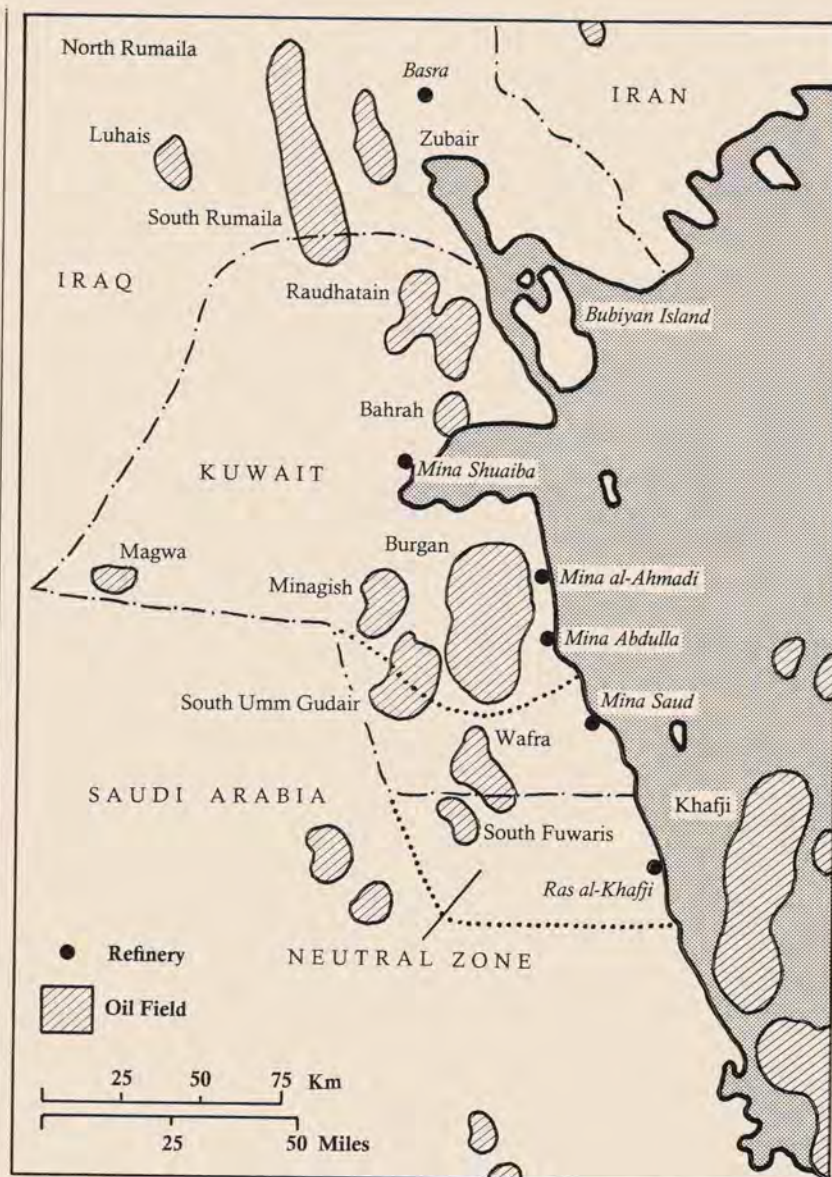 North Rumaila
Basra
IRAN
Luhais
Zubair
South Rumaila
IRAQ
Raudhatain
Bubiyan Island
Bahrah
KUWAIT
Mina Shuaiba
Magwa
Burgan
Minagish
Mina al-Ahmadi
Mina Abdulla
South Umm Gudair
Mina Saud
Wafra
SAUDI ARABIA
Khafji
South Fuwaris
Ras al-Khafji
NEUTRAL ZONE
Refinery
Oil Field
25 50 75 Km
25 50 Miles